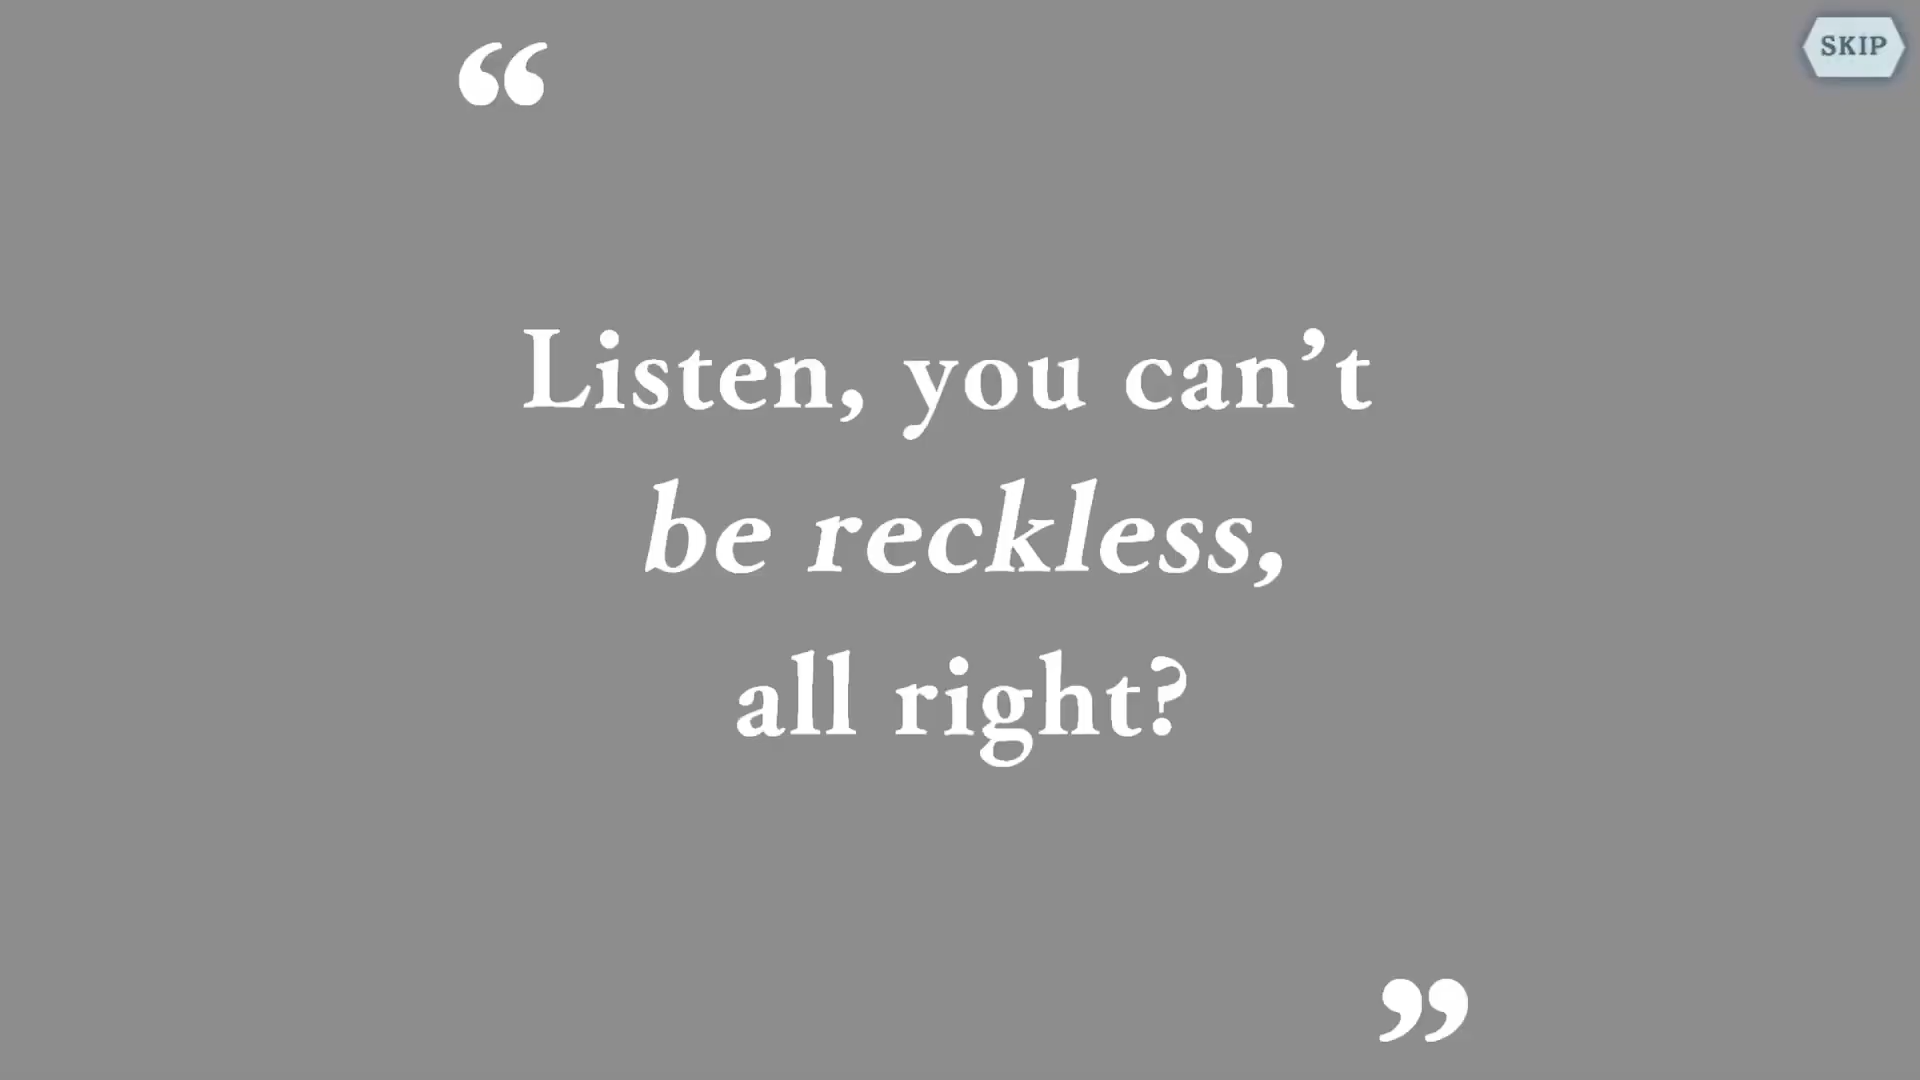 “
SKIP
Listen, you can’t
be reckless,
all right?
”